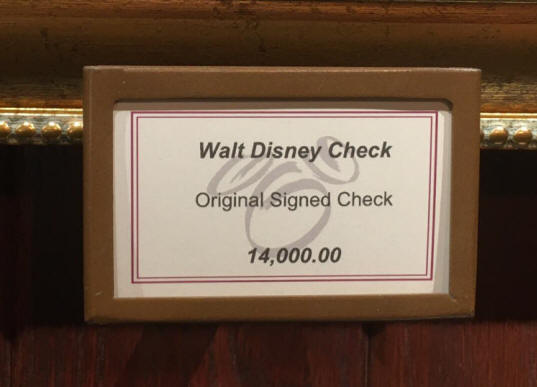 Walt Disney Check
Original Signed Check
14,000.00